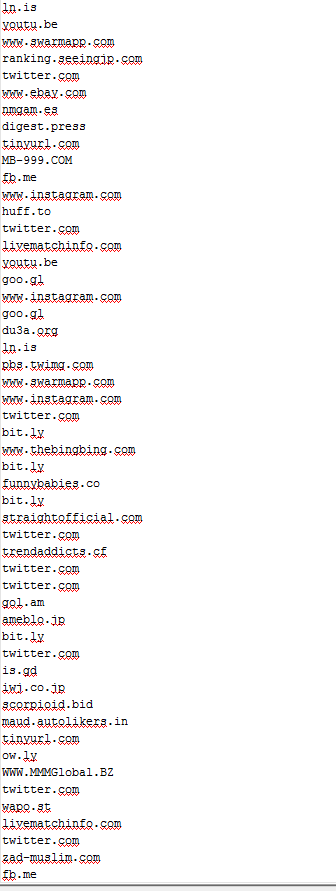 ln.is
youtu.be
www.swarmapp.com
ranking.seeingjp.com
twitter.com
www.ebay.com
nmgam.es
digest.press
tinyurl.com
MB-999.COM
fb.me
www.instagram.com
huff.to
twitter.com
livematchinfo.com
youtu.be
goo.gl
www.instagram.com
goo.gl
du3a.org
ln.is
pbs.twimg.com
www.swarmapp.com
www.instagram.com
twitter.com
bit.ly
www.thebingbing.com
bit.ly
funnybabies.co
bit.ly
straightofficial.com
twitter.com
trendaddicts.cf
twitter.com
twitter.com
gol.am
ameblo.jp
bit.ly
twitter.com
is.gd
iwj.co.jp
scorpioid.bid
maud.autolikers.in
tinyurl.com
ow.ly
WWW.MMMGlobal.BZ
twitter.com
wapo.st
livematchinfo.com
twitter.com
zad-muslim.com
fb.me